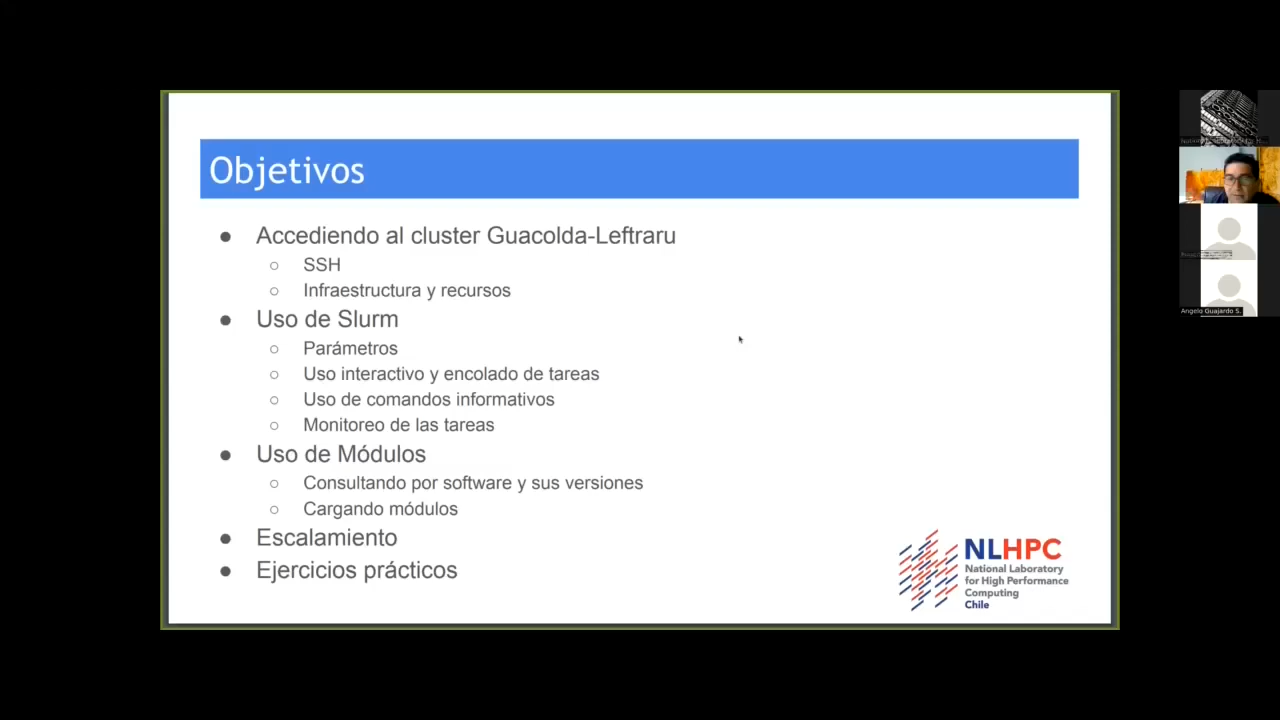 Objetivos
● Accediendo al cluster Guacolda-Leftraru
○ SSH
○ Infraestructura y recursos
● Uso de Slurm
○ Parámetros
○ Uso interactivo y encolado de tareas
○ Uso de comandos informativos
○ Monitoreo de las tareas
● Uso de Módulos
○ Consultando por software y sus versiones
○ Cargando módulos
● Escalamiento
● Ejercicios prácticos
NLHPC
National Laboratory
for High Performance
Computing
Chile
Angelo Guajardo S.